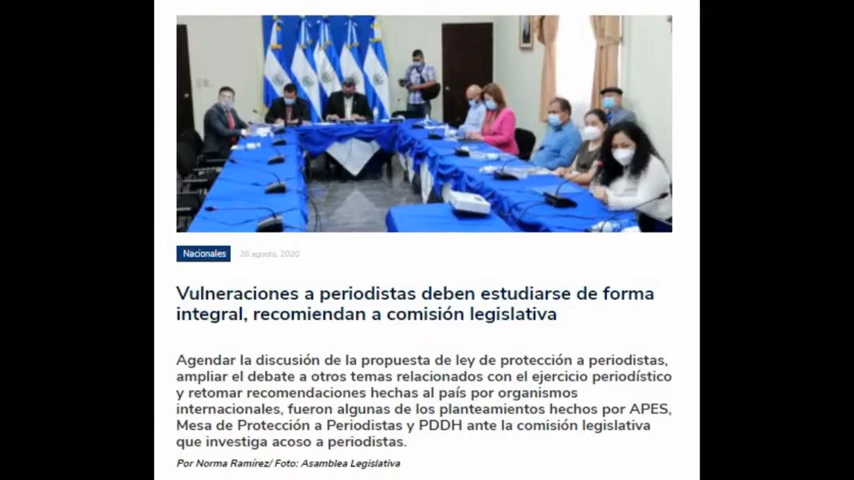 Nacionales
26 agosto, 2020
Vulneraciones a periodistas deben estudiarse de forma
integral, recomiendan a comisión legislativa
Agendar la discusión de la propuesta de ley de protección a periodistas,
ampliar el debate a otros temas relacionados con el ejercicio periodístico
y retomar recomendaciones hechas al país por organismos
internacionales, fueron algunas de los planteamientos hechos por APES,
Mesa de Protección a Periodistas y PDDH ante la comisión legislativa
que investiga acoso a periodistas.
Por Norma Ramírez/ Foto: Asamblea Legislativa